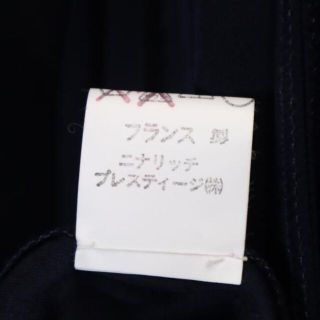 フランス 製
ニナリッチ
プレスティージ㈱